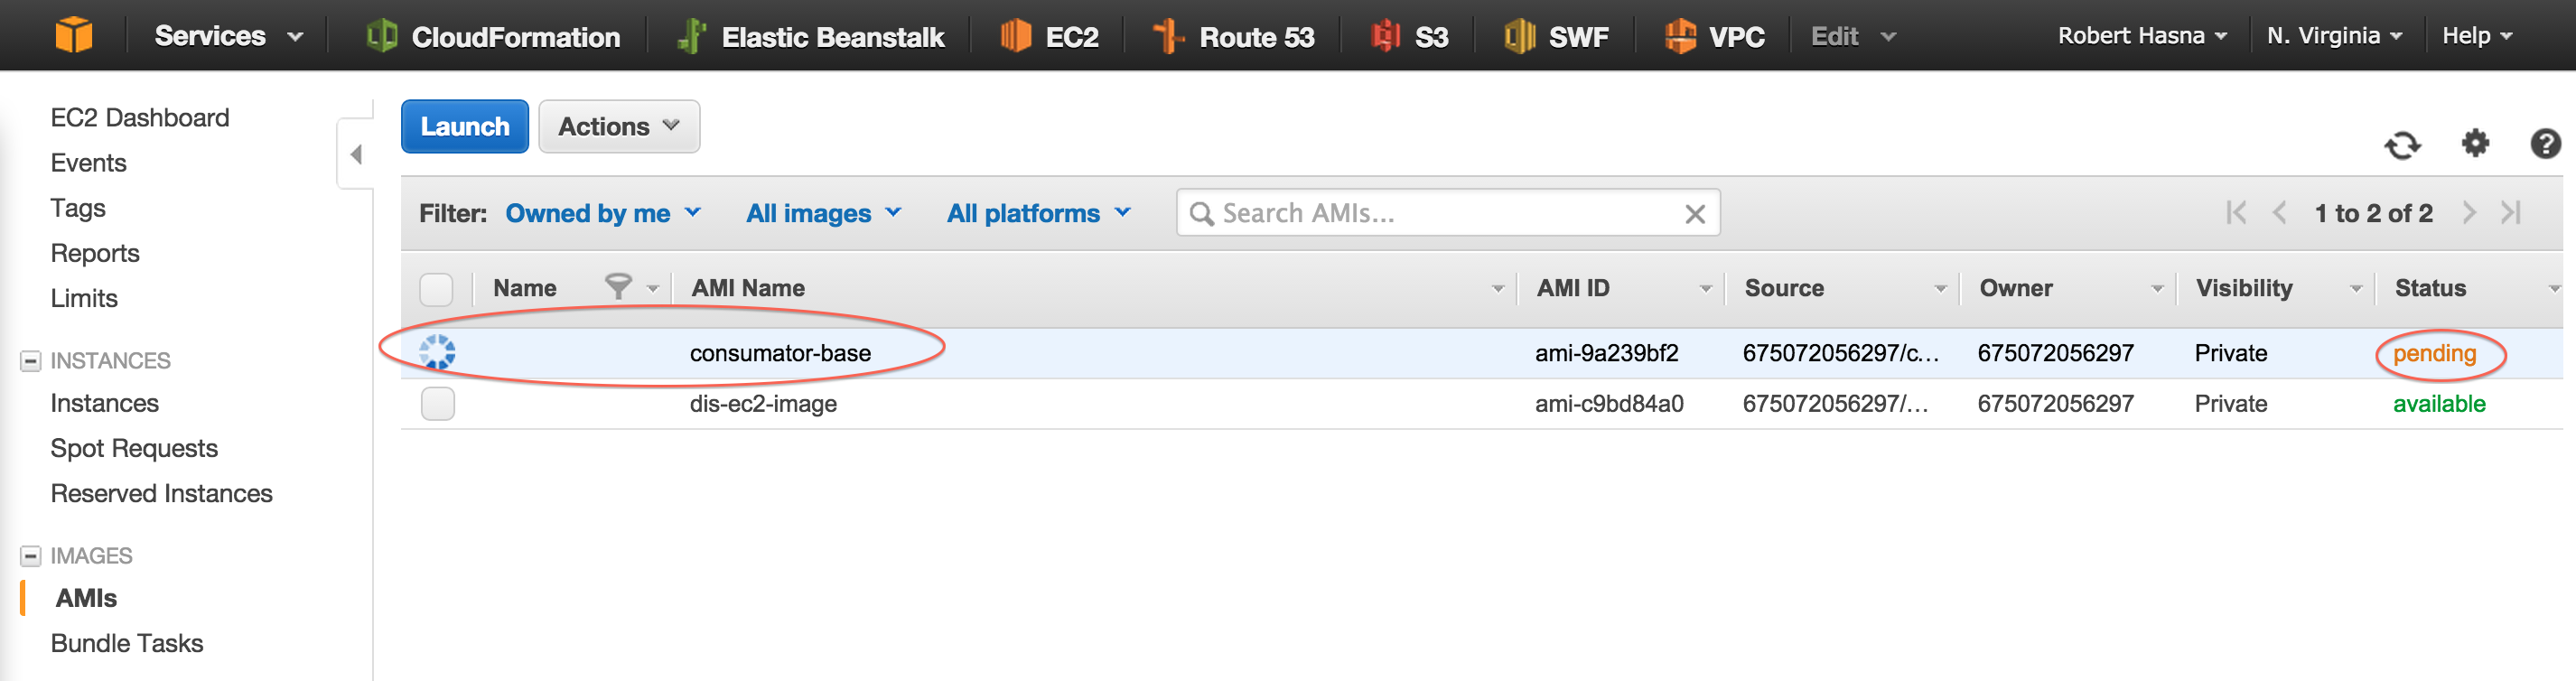 Services CloudFormation Elastic Beanstalk EC2 Route 53 S3 SWF VPC Edit Robert Hasna N. Virginia Help
EC2 Dashboard
Events
Tags
Reports
Limits
INSTANCES
Instances
Spot Requests
Reserved Instances
IMAGES
AMIs
Bundle Tasks
Launch Actions
Filter: Owned by me All images All platforms Search AMIs... 1 to 2 of 2
Name AMI Name AMI ID Source Owner Visibility Status
consumator-base ami-9a239bf2 675072056297/c... 675072056297 Private pending
dis-ec2-image ami-c9bd84a0 675072056297/... 675072056297 Private available